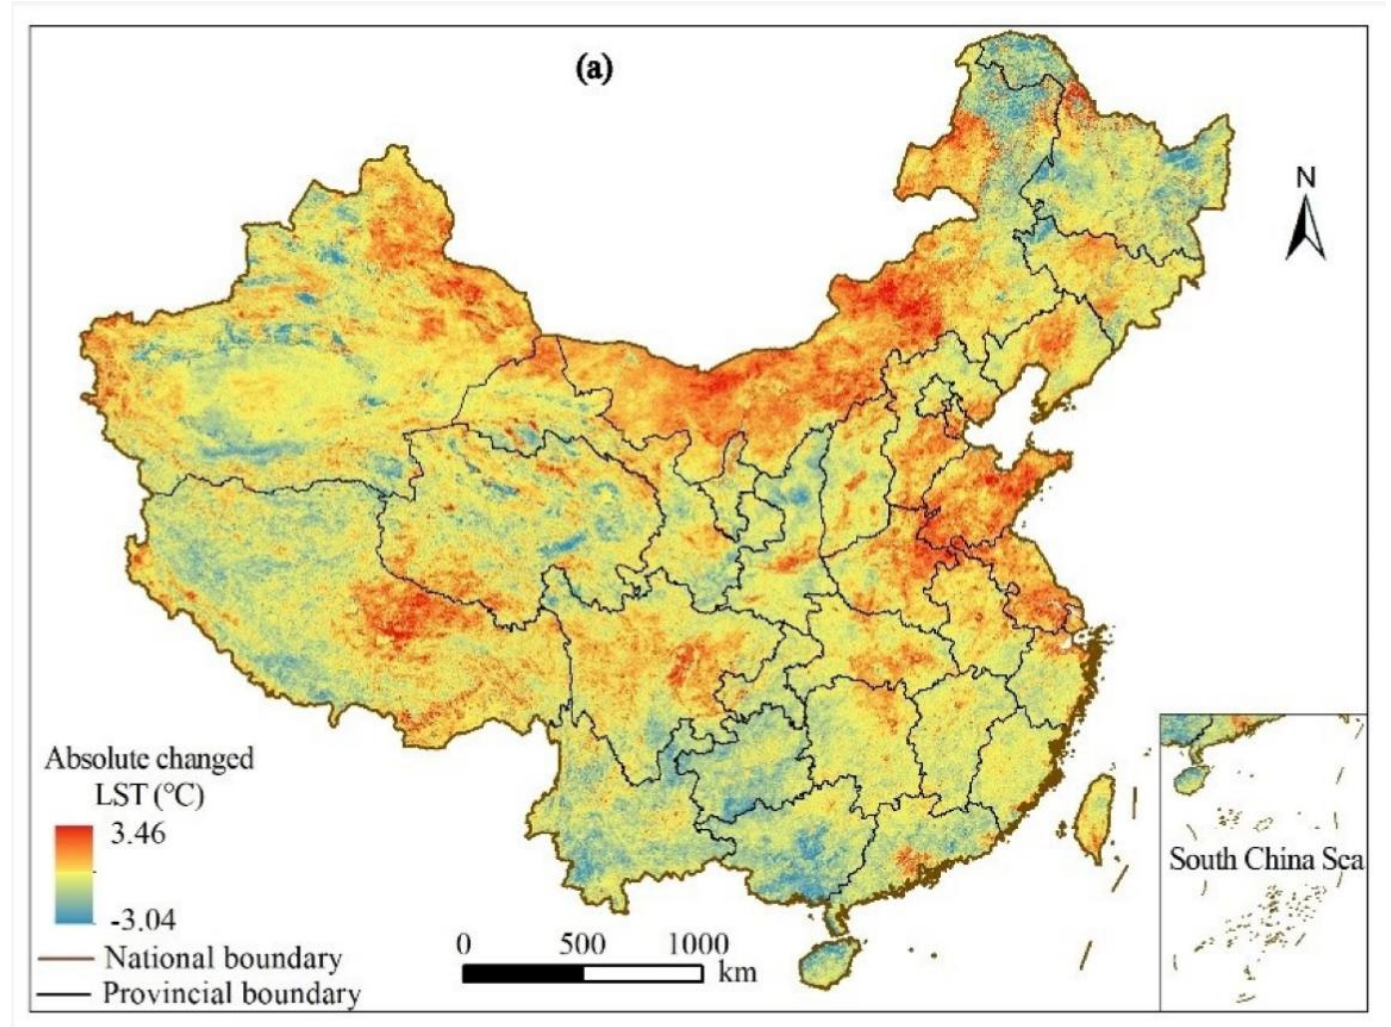 (a)
N
Absolute changed
LST (°C)
3.46
-3.04
National boundary
Provincial boundary
0 500 1000
km
South China Sea